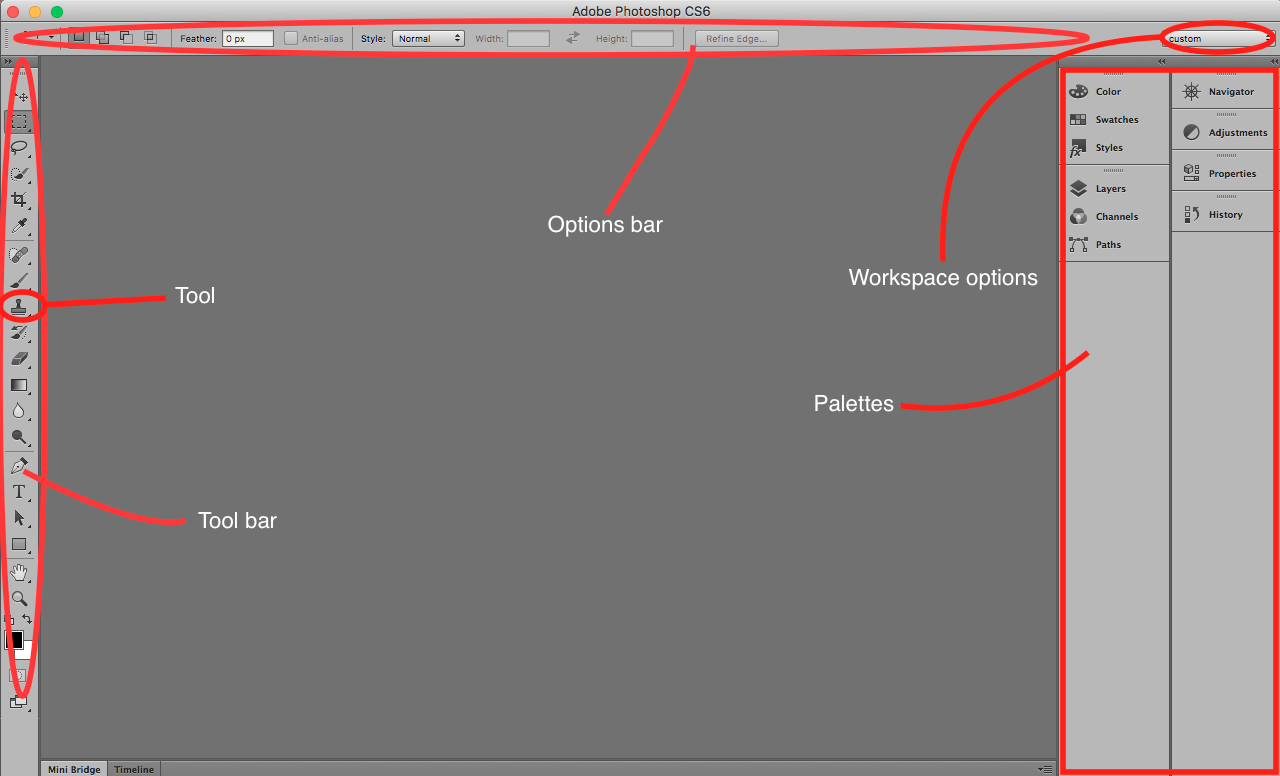 Adobe Photoshop CS6
Feather: 0 px Anti-alias Style: Normal Width: Height: Refine Edge... custom
Color Navigator
Swatches Adjustments
Styles Properties
Layers History
Channels
Paths
Options bar
Workspace options
Tool
Palettes
Tool bar
Mini Bridge Timeline